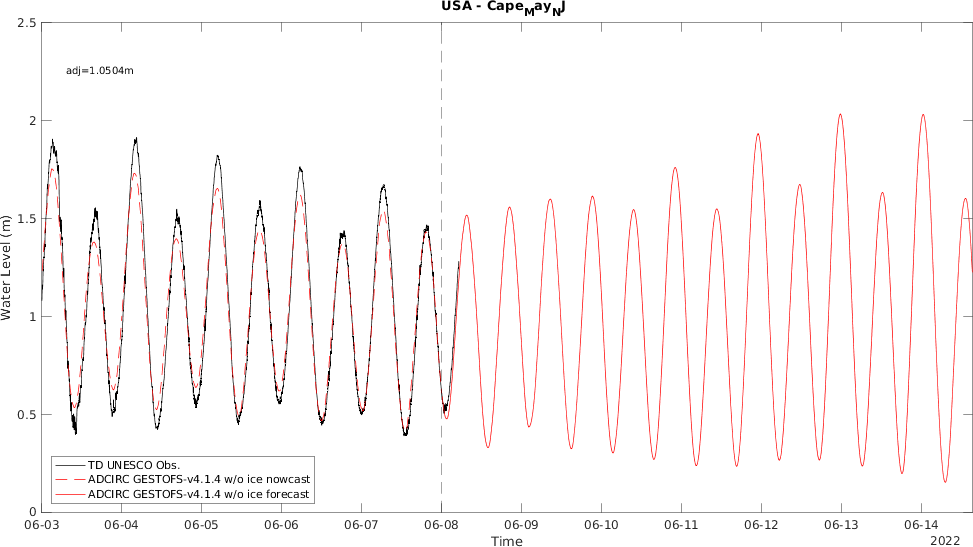 USA - Cape_May_NJ
2.5
adj=1.0504m
2
1.5
Water Level (m)
1
0.5
TD UNESCO Obs.
ADCIRC GESTOFS-v4.1.4 w/o ice nowcast
ADCIRC GESTOFS-v4.1.4 w/o ice forecast
0
06-03 06-04 06-05 06-06 06-07 06-08 06-09 06-10 06-11 06-12 06-13 06-14
Time
2022